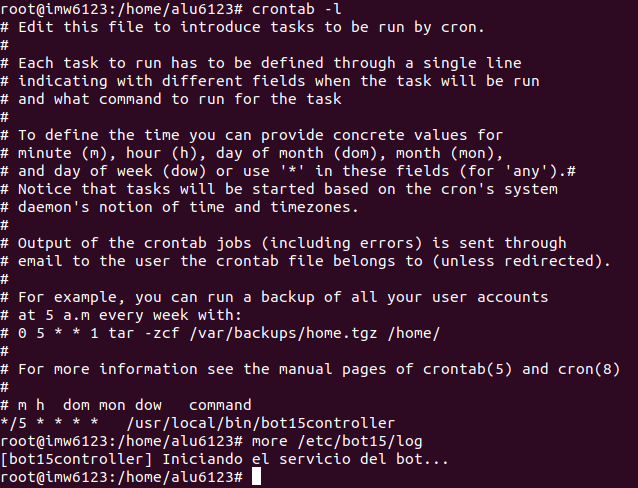 root@imw6123:/home/alu6123# crontab -l
# Edit this file to introduce tasks to be run by cron.
#
# Each task to run has to be defined through a single line
# indicating with different fields when the task will be run
# and what command to run for the task
#
# To define the time you can provide concrete values for
# minute (m), hour (h), day of month (dom), month (mon),
# and day of week (dow) or use '*' in these fields (for 'any').#
# Notice that tasks will be started based on the cron's system
# daemon's notion of time and timezones.
#
# Output of the crontab jobs (including errors) is sent through
# email to the user the crontab file belongs to (unless redirected).
#
# For example, you can run a backup of all your user accounts
# at 5 a.m every week with:
# 0 5 * * 1 tar -zcf /var/backups/home.tgz /home/
#
# For more information see the manual pages of crontab(5) and cron(8)
#
# m h  dom mon dow   command
*/5 * * * *   /usr/local/bin/bot15controller
root@imw6123:/home/alu6123# more /etc/bot15/log
[bot15controller] Iniciando el servicio del bot...
root@imw6123:/home/alu6123#